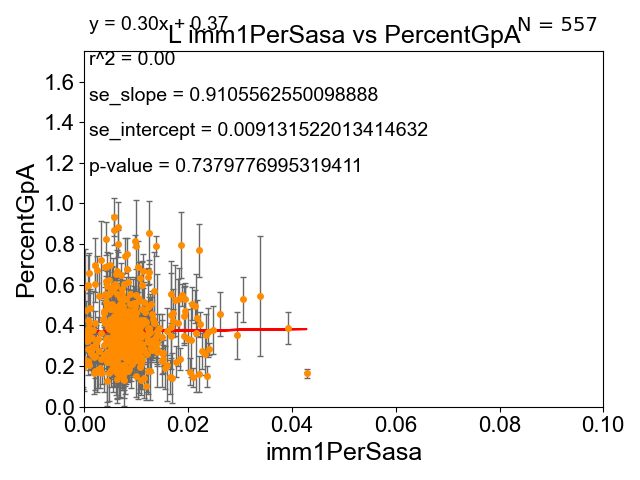 y = 0.30x + 0.37
L imm1PerSasa vs PercentGpA
N = 557
r^2 = 0.00
se_slope = 0.9105562550098888
se_intercept = 0.009131522013414632
p-value = 0.7379776995319411
PercentGpA
1.6
1.4
1.2
1.0
0.8
0.6
0.4
0.2
0.0
0.00 0.02 0.04 0.06 0.08 0.10
imm1PerSasa